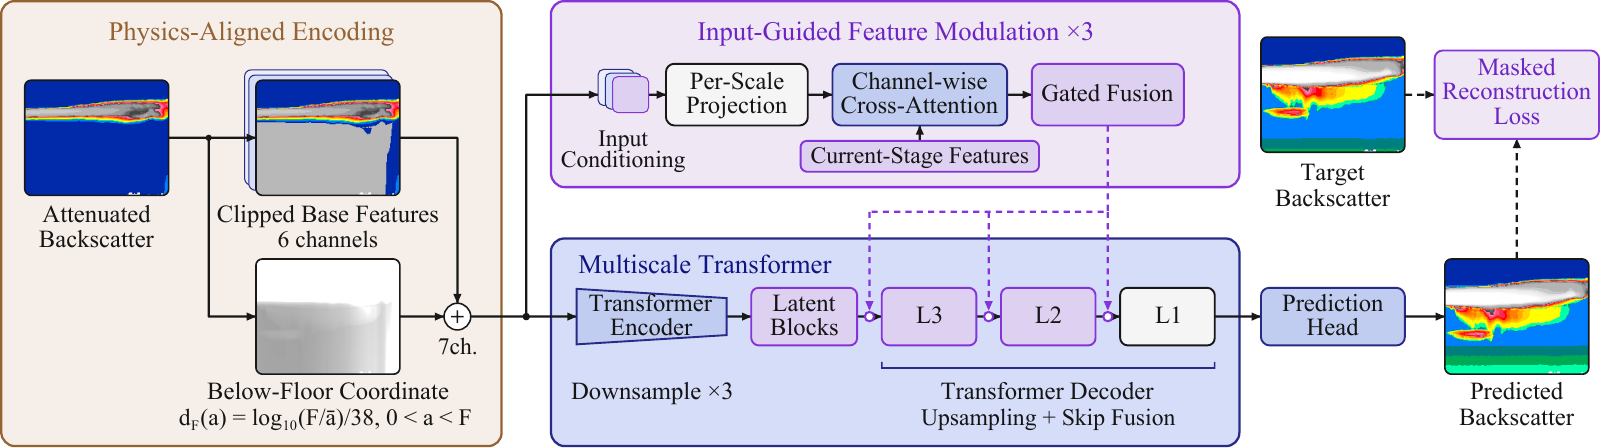 Physics-Aligned Encoding
Attenuated
Backscatter
Clipped Base Features
6 channels
Below-Floor Coordinate
d_F(a) = log₁₀(F/ā)/38, 0 < a < F
+
7ch.
Input-Guided Feature Modulation ×3
Input
Conditioning
Per-Scale
Projection
Channel-wise
Cross-Attention
Gated Fusion
Current-Stage Features
Multiscale Transformer
Transformer
Encoder
Latent
Blocks
L3
L2
L1
Downsample ×3
Transformer Decoder
Upsampling + Skip Fusion
Prediction
Head
Target
Backscatter
Masked
Reconstruction
Loss
Predicted
Backscatter